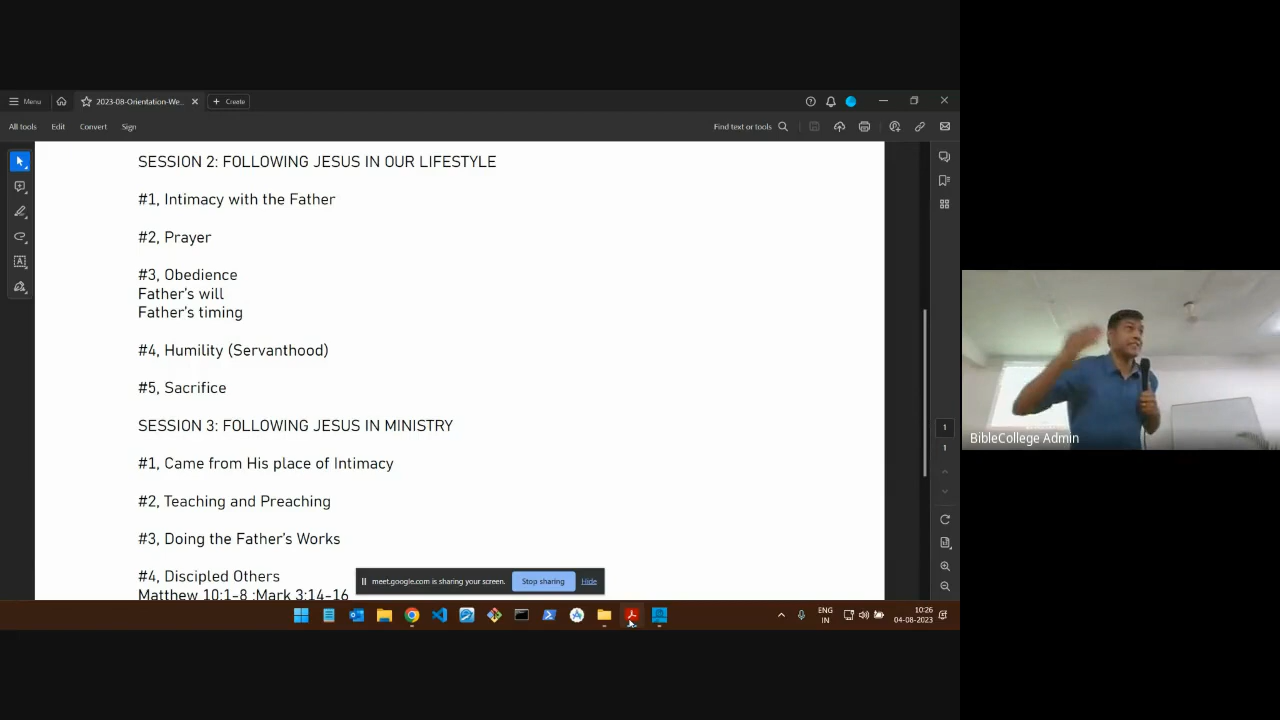 Menu
2023-08-Orientation-We...
Create
All tools
Edit
Convert
Sign
Find text or tools
SESSION 2: FOLLOWING JESUS IN OUR LIFESTYLE
#1, Intimacy with the Father
#2, Prayer
#3, Obedience
Father's will
Father's timing
#4, Humility (Servanthood)
#5, Sacrifice
SESSION 3: FOLLOWING JESUS IN MINISTRY
#1, Came from His place of Intimacy
#2, Teaching and Preaching
#3, Doing the Father's Works
#4, Discipled Others
Matthew 10:1-8 ;Mark 3:14-16
1
1
meet.google.com is sharing your screen.
Stop sharing
Hide
ENG
IN
10:26
04-08-2023
BibleCollege Admin